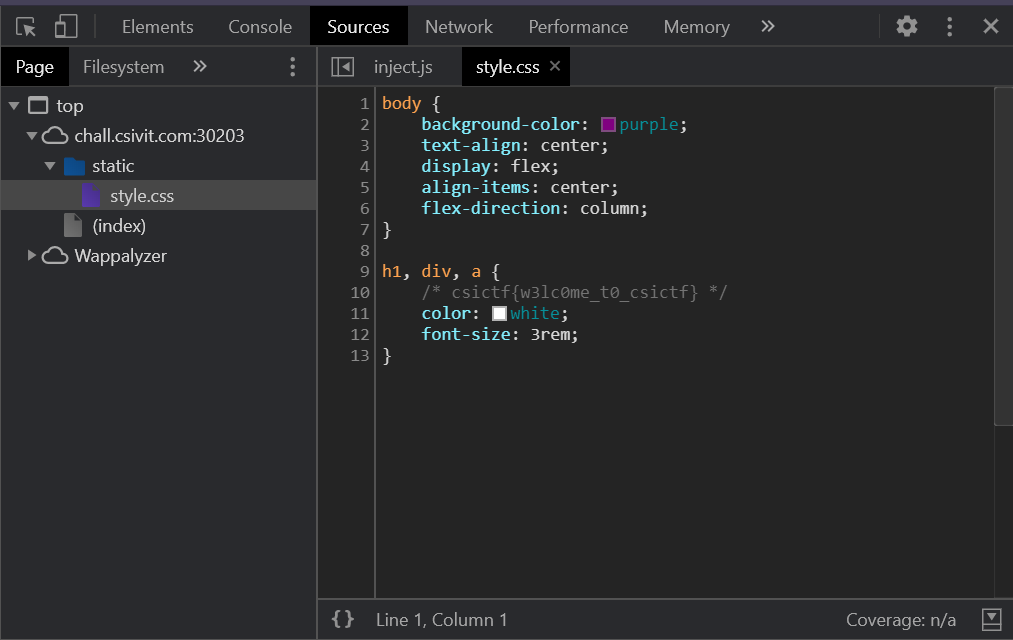 Elements Console Sources Network Performance Memory »
Page Filesystem »
inject.js style.css ×
top
chall.csivit.com:30203
static
style.css
(index)
Wappalyzer
1 body {
2     background-color: purple;
3     text-align: center;
4     display: flex;
5     align-items: center;
6     flex-direction: column;
7 }
8
9 h1, div, a {
10     /* csictf{w3lc0me_t0_csictf} */
11     color: white;
12     font-size: 3rem;
13 }
{} Line 1, Column 1 Coverage: n/a